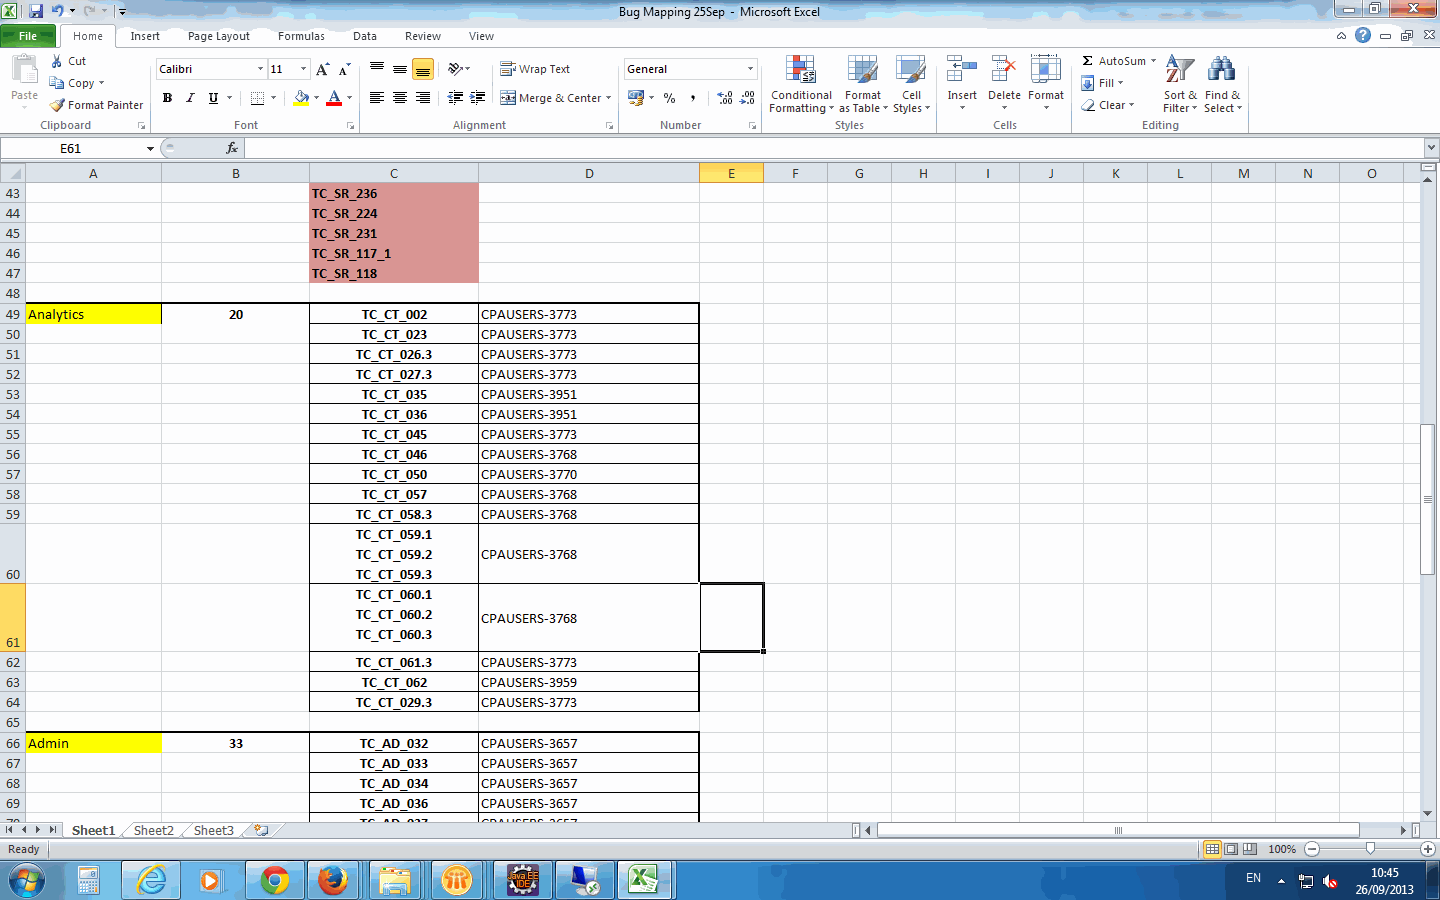 Bug Mapping 25Sep - Microsoft Excel
File Home Insert Page Layout Formulas Data Review View
Paste
Cut
Copy
Format Painter
Clipboard
Calibri 11
B I U A
Font
Wrap Text
Merge & Center
Alignment
General
% ,
Number
Conditional Formatting
Format as Table
Cell Styles
Styles
Insert Delete Format
Cells
Σ AutoSum
Fill
Clear
Sort & Filter
Find & Select
Editing
E61 fx
A B C D E F G H I J K L M N O
43 TC_SR_236
44 TC_SR_224
45 TC_SR_231
46 TC_SR_117_1
47 TC_SR_118
48
49 Analytics 20 TC_CT_002 CPAUSERS-3773
50 TC_CT_023 CPAUSERS-3773
51 TC_CT_026.3 CPAUSERS-3773
52 TC_CT_027.3 CPAUSERS-3773
53 TC_CT_035 CPAUSERS-3951
54 TC_CT_036 CPAUSERS-3951
55 TC_CT_045 CPAUSERS-3773
56 TC_CT_046 CPAUSERS-3768
57 TC_CT_050 CPAUSERS-3770
58 TC_CT_057 CPAUSERS-3768
59 TC_CT_058.3 CPAUSERS-3768
TC_CT_059.1
TC_CT_059.2 CPAUSERS-3768
60 TC_CT_059.3
TC_CT_060.1
TC_CT_060.2 CPAUSERS-3768
TC_CT_060.3
61
62 TC_CT_061.3 CPAUSERS-3773
63 TC_CT_062 CPAUSERS-3959
64 TC_CT_029.3 CPAUSERS-3773
65
66 Admin 33 TC_AD_032 CPAUSERS-3657
67 TC_AD_033 CPAUSERS-3657
68 TC_AD_034 CPAUSERS-3657
69 TC_AD_036 CPAUSERS-3657
Sheet1 Sheet2 Sheet3
Ready 100%
Java EE
IDE
EN
10:45
26/09/2013